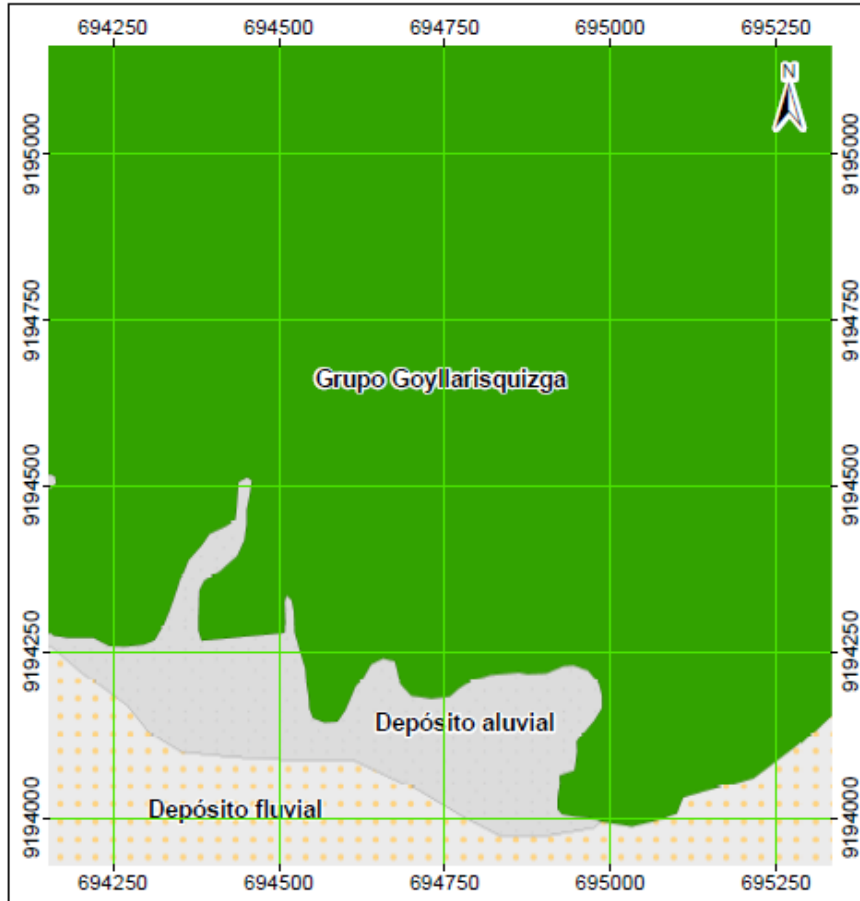 694250 694500 694750 695000 695250
N
9195000 9195000
9194750 9194750
Grupo Goyllarisquizga
9194500 9194500
9194250 9194250
Depósito aluvial
Depósito fluvial
9194000 9194000
694250 694500 694750 695000 695250